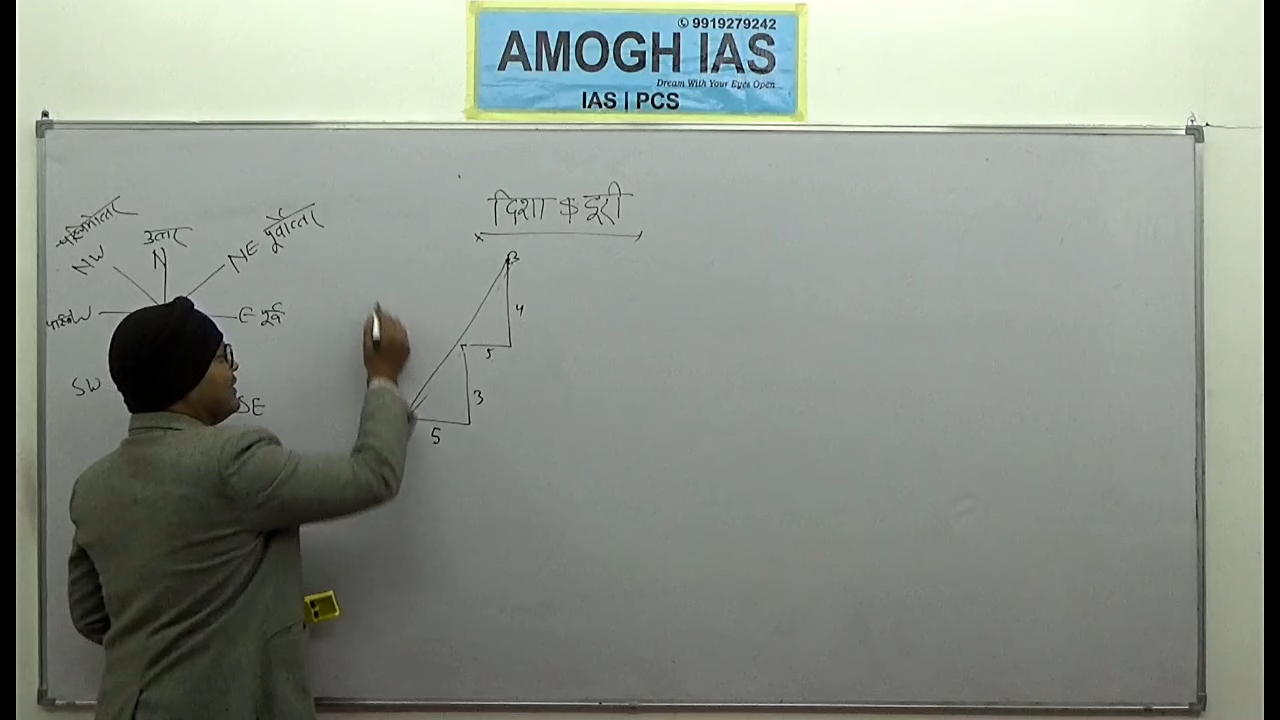 ✆ 9919279242
AMOGH IAS
Dream With Your Eyes Open
IAS | PCS
दिशा & दूरी
उत्तर
पूर्वोत्तर
NW
N
NE
W
E पूर्व
SW
SE
B
4
5
3
5